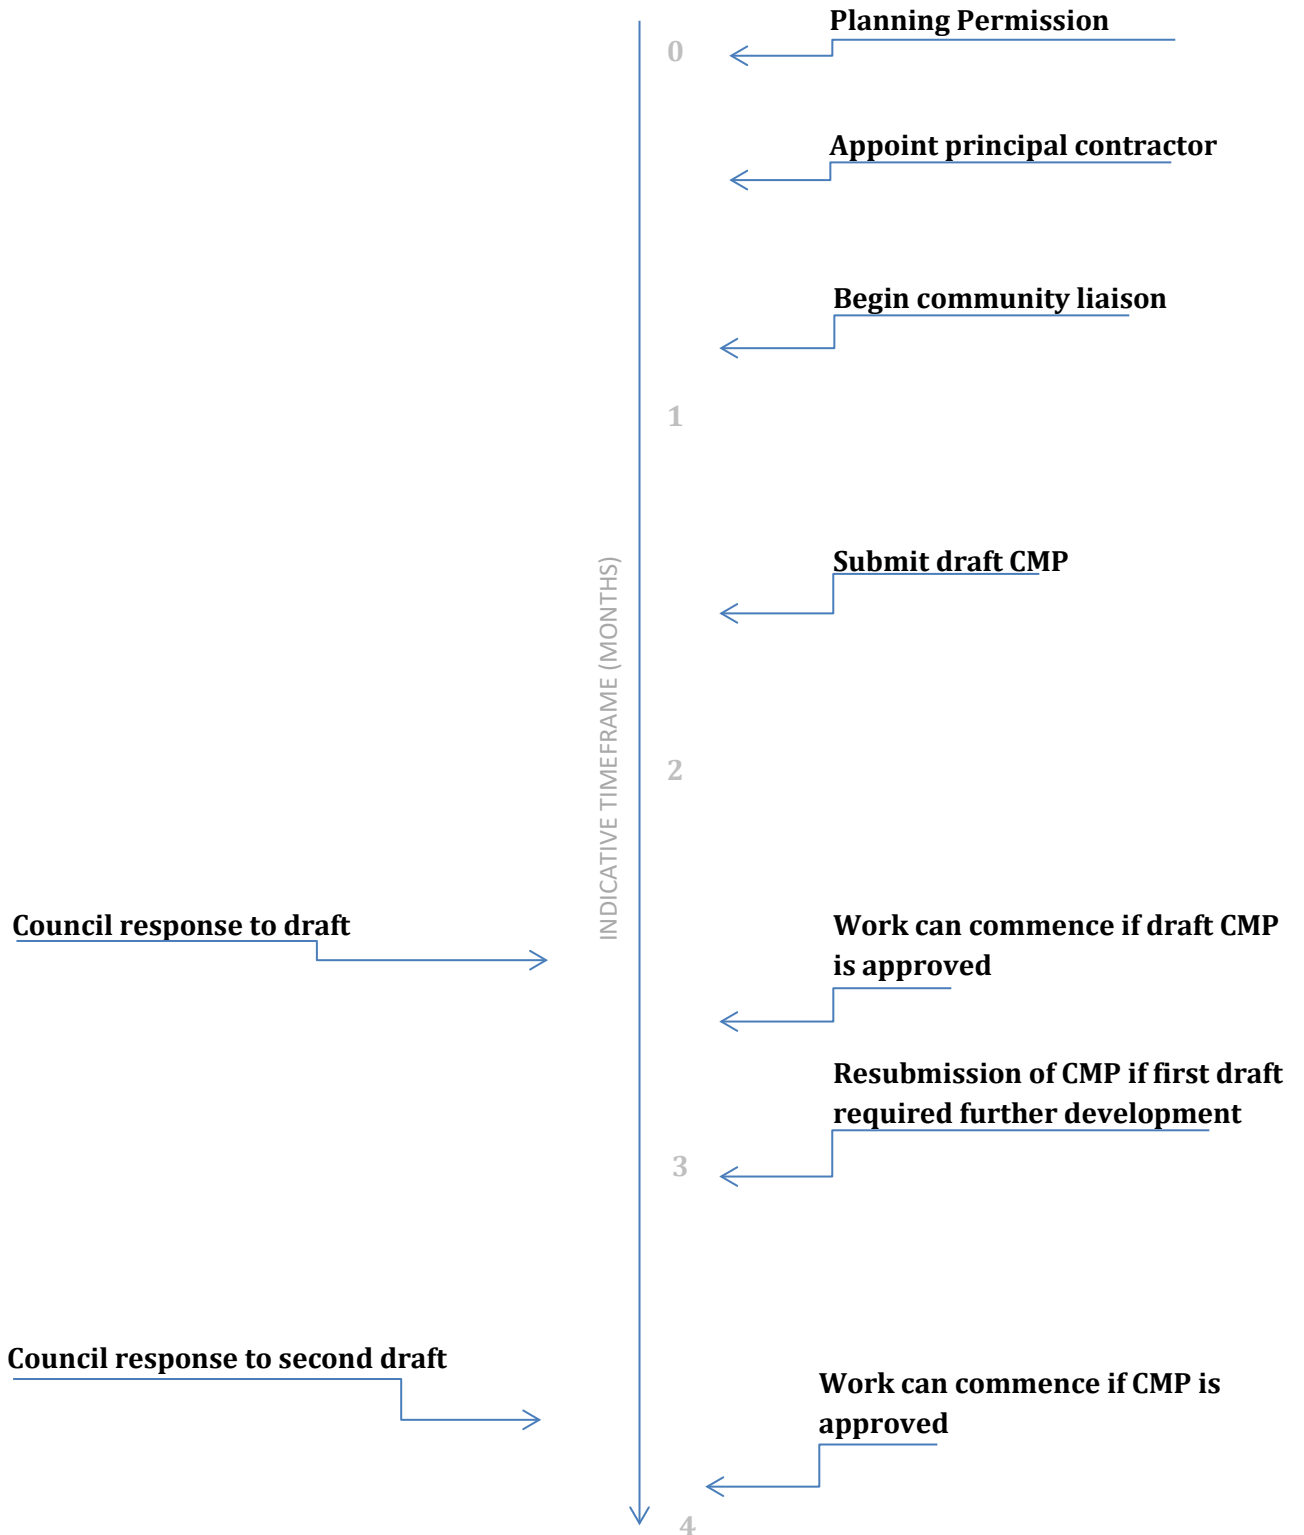 Planning Permission
0
Appoint principal contractor
Begin community liaison
1
Submit draft CMP
INDICATIVE TIMEFRAME (MONTHS)
2
Council response to draft
Work can commence if draft CMP
is approved
Resubmission of CMP if first draft
required further development
3
Council response to second draft
Work can commence if CMP is
approved
4